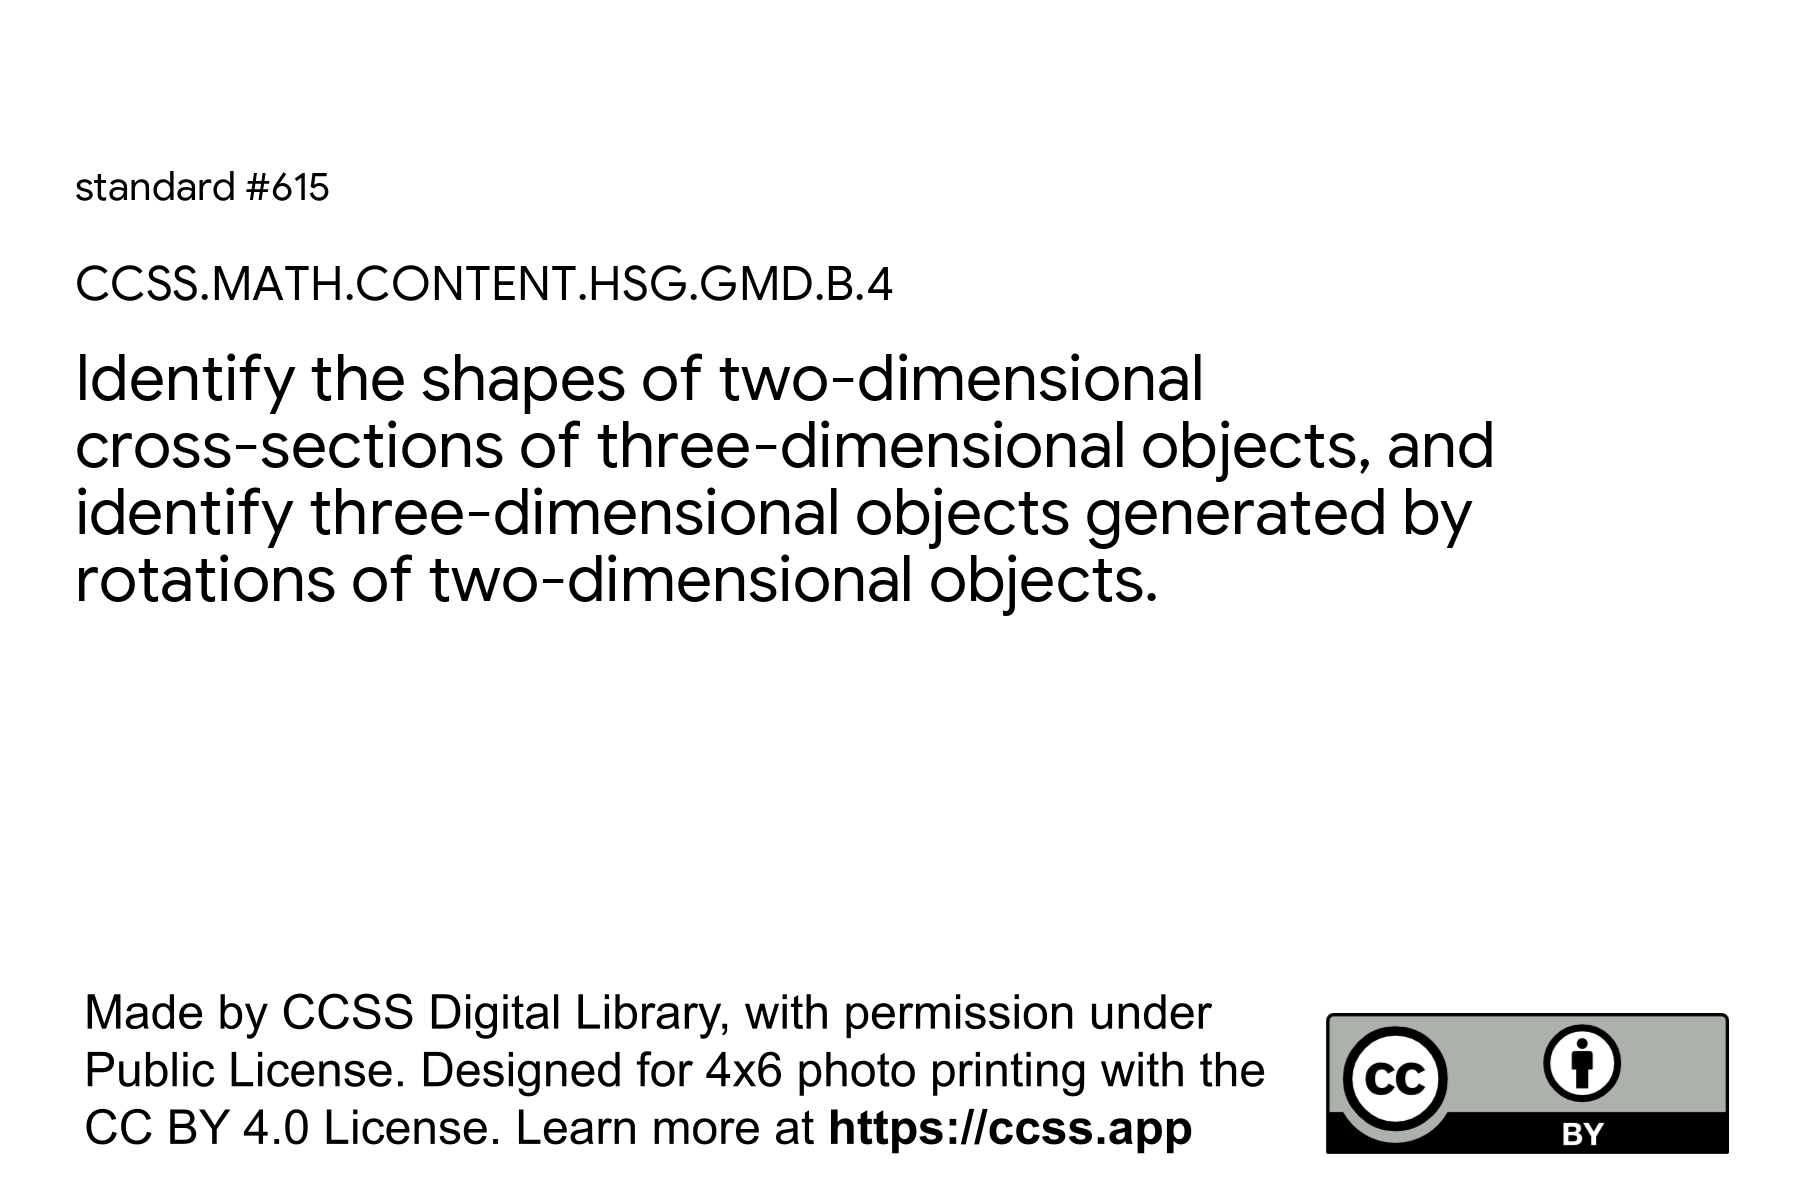 standard #615
CCSS.MATH.CONTENT.HSG.GMD.B.4
Identify the shapes of two-dimensional
cross-sections of three-dimensional objects, and
identify three-dimensional objects generated by
rotations of two-dimensional objects.
Made by CCSS Digital Library, with permission under
Public License. Designed for 4x6 photo printing with the
CC BY 4.0 License. Learn more at https://ccss.app
CC
BY